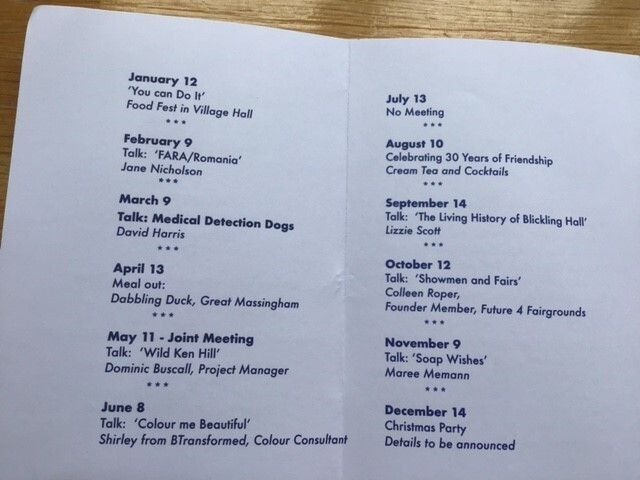 January 12
'You can Do It'
Food Fest in Village Hall
***
February 9
Talk: 'FARA/Romania'
Jane Nicholson
***
March 9
Talk: Medical Detection Dogs
David Harris
***
April 13
Meal out:
Dabbling Duck, Great Massingham
***
May 11 - Joint Meeting
Talk: 'Wild Ken Hill'
Dominic Buscall, Project Manager
***
June 8
Talk: 'Colour me Beautiful'
Shirley from BTransformed, Colour Consultant
July 13
No Meeting
***
August 10
Celebrating 30 Years of Friendship
Cream Tea and Cocktails
***
September 14
Talk: 'The Living History of Blickling Hall'
Lizzie Scott
***
October 12
Talk: 'Showmen and Fairs'
Colleen Roper,
Founder Member, Future 4 Fairgrounds
***
November 9
Talk: 'Soap Wishes'
Maree Memann
***
December 14
Christmas Party
Details to be announced